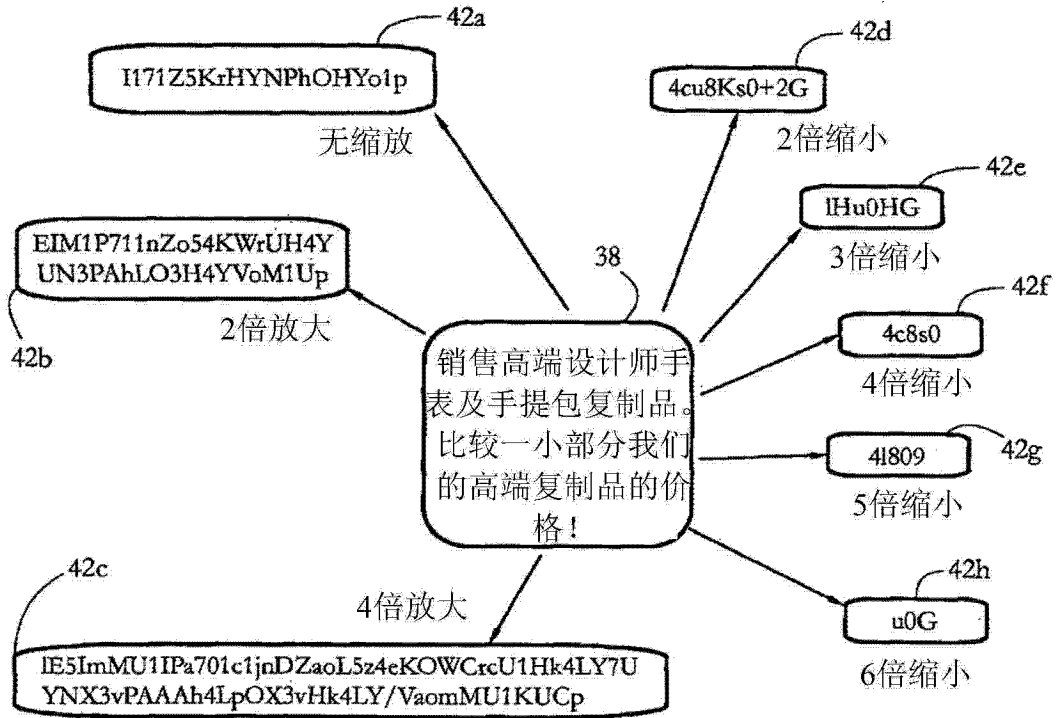 42a
I171Z5KrHYNPhOHYo1p
无缩放
42d
4cu8Ks0+2G
2倍缩小
42e
lHu0HG
3倍缩小
EIM1P711nZo54KWrUH4Y
UN3PAhLO3H4YVoM1Up
2倍放大
42b
38
42f
4c8s0
4倍缩小
销售高端设计师手
表及手提包复制品。
比较一小部分我们
的高端复制品的价
格!
4l809
42g
5倍缩小
42c
4倍放大
lE5ImMU1IPa701c1jnDZaoL5z4eKOWCrcU1Hk4LY7U
YNX3vPAAAh4LpOX3vHk4LY/VaomMU1KUCp
42h
u0G
6倍缩小